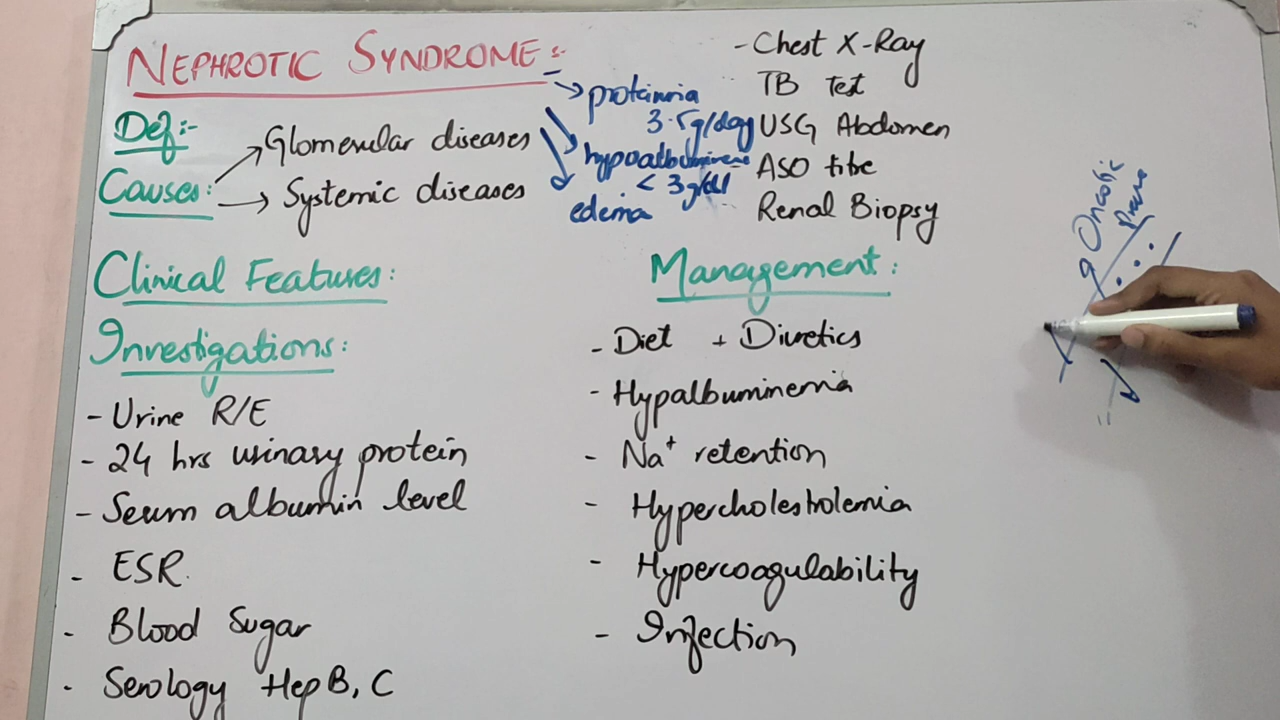 NEPHROTIC SYNDROME :-
Def:-
→ proteinuria
3.5g/day
hypoalbuminemia
< 3g/dl
edema
Causes:
→ Glomerular diseases
→ Systemic diseases
- Chest X-Ray
TB Test
USG Abdomen
ASO titre
Renal Biopsy
Clinical Features:
Investigations:
- Urine R/E
- 24 hrs urinary protein
- Serum albumin level
- ESR.
- Blood Sugar
- Serology Hep B, C
Management:
- Diet + Diuretics
- Hypalbuminemia
- Na⁺ retention
- Hypercholestrolemia
- Hypercoagulability
- Infection
Oncotic